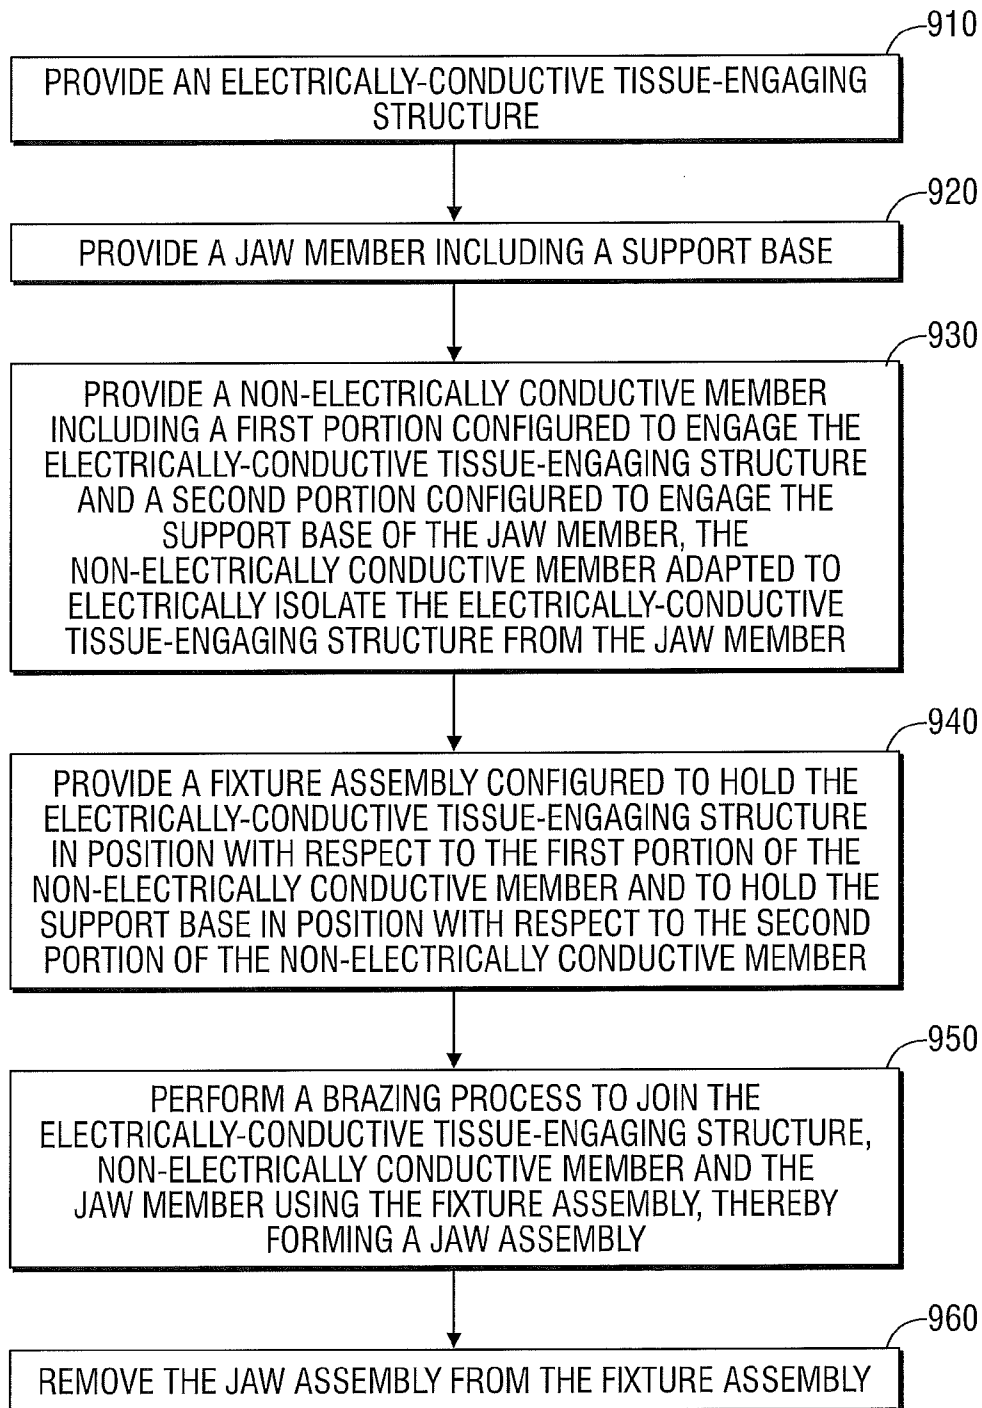 910
PROVIDE AN ELECTRICALLY-CONDUCTIVE TISSUE-ENGAGING
STRUCTURE
920
PROVIDE A JAW MEMBER INCLUDING A SUPPORT BASE
930
PROVIDE A NON-ELECTRICALLY CONDUCTIVE MEMBER
INCLUDING A FIRST PORTION CONFIGURED TO ENGAGE THE
ELECTRICALLY-CONDUCTIVE TISSUE-ENGAGING STRUCTURE
AND A SECOND PORTION CONFIGURED TO ENGAGE THE
SUPPORT BASE OF THE JAW MEMBER, THE
NON-ELECTRICALLY CONDUCTIVE MEMBER ADAPTED TO
ELECTRICALLY ISOLATE THE ELECTRICALLY-CONDUCTIVE
TISSUE-ENGAGING STRUCTURE FROM THE JAW MEMBER
940
PROVIDE A FIXTURE ASSEMBLY CONFIGURED TO HOLD THE
ELECTRICALLY-CONDUCTIVE TISSUE-ENGAGING STRUCTURE
IN POSITION WITH RESPECT TO THE FIRST PORTION OF THE
NON-ELECTRICALLY CONDUCTIVE MEMBER AND TO HOLD THE
SUPPORT BASE IN POSITION WITH RESPECT TO THE SECOND
PORTION OF THE NON-ELECTRICALLY CONDUCTIVE MEMBER
950
PERFORM A BRAZING PROCESS TO JOIN THE
ELECTRICALLY-CONDUCTIVE TISSUE-ENGAGING STRUCTURE,
NON-ELECTRICALLY CONDUCTIVE MEMBER AND THE
JAW MEMBER USING THE FIXTURE ASSEMBLY, THEREBY
FORMING A JAW ASSEMBLY
960
REMOVE THE JAW ASSEMBLY FROM THE FIXTURE ASSEMBLY